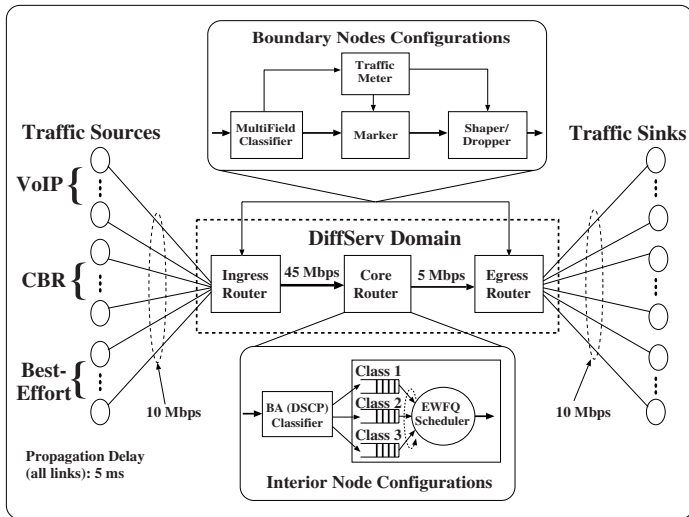 Boundary Nodes Configurations
Traffic
Meter
MultiField
Classifier
Marker
Shaper/
Dropper
Traffic Sources
Traffic Sinks
VoIP
CBR
Best-
Effort
10 Mbps
DiffServ Domain
Ingress
Router
45 Mbps
Core
Router
5 Mbps
Egress
Router
10 Mbps
Class 1
Class 2
Class 3
BA (DSCP)
Classifier
EWFQ
Scheduler
Interior Node Configurations
Propagation Delay
(all links): 5 ms